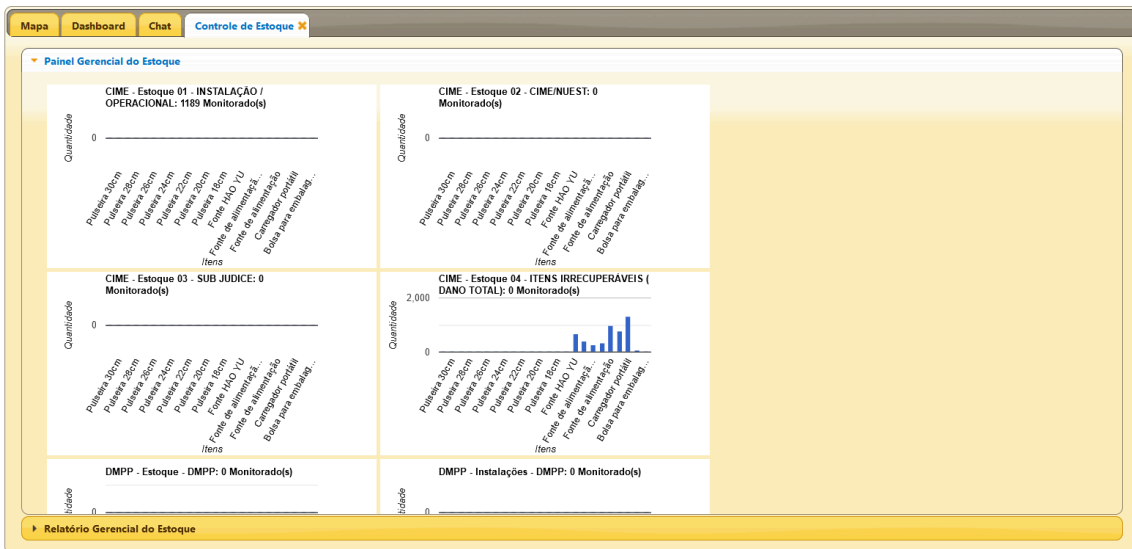 Mapa
Dashboard
Chat
Controle de Estoque
Painel Gerencial do Estoque
CIME - Estoque 01 - INSTALAÇÃO /
OPERACIONAL: 1189 Monitorado(s)
Quantidade
0
Pulseira 30cm
Pulseira 28cm
Pulseira 26cm
Pulseira 24cm
Pulseira 22cm
Pulseira 20cm
Pulseira 18cm
Fonte HAO YU
Fonte de alimentaçã...
Fonte de alimentação
Carregador portátil
Bolsa para embalag...
Itens
CIME - Estoque 02 - CIME/NUEST: 0
Monitorado(s)
Quantidade
0
Pulseira 30cm
Pulseira 28cm
Pulseira 26cm
Pulseira 24cm
Pulseira 22cm
Pulseira 20cm
Pulseira 18cm
Fonte HAO YU
Fonte de alimentaçã...
Fonte de alimentação
Carregador portátil
Bolsa para embalag...
Itens
CIME - Estoque 03 - SUB JUDICE: 0
Monitorado(s)
Quantidade
0
Pulseira 30cm
Pulseira 28cm
Pulseira 26cm
Pulseira 24cm
Pulseira 22cm
Pulseira 20cm
Pulseira 18cm
Fonte HAO YU
Fonte de alimentaçã...
Fonte de alimentação
Carregador portátil
Bolsa para embalag...
Itens
CIME - Estoque 04 - ITENS IRRECUPERÁVEIS (
DANO TOTAL): 0 Monitorado(s)
Quantidade
2,000
0
Pulseira 30cm
Pulseira 28cm
Pulseira 26cm
Pulseira 24cm
Pulseira 22cm
Pulseira 20cm
Pulseira 18cm
Fonte HAO YU
Fonte de alimentaçã...
Fonte de alimentação
Carregador portátil
Bolsa para embalag...
Itens
DMPP - Estoque - DMPP: 0 Monitorado(s)
tidade
0
DMPP - Instalações - DMPP: 0 Monitorado(s)
tidade
0
Relatório Gerencial do Estoque